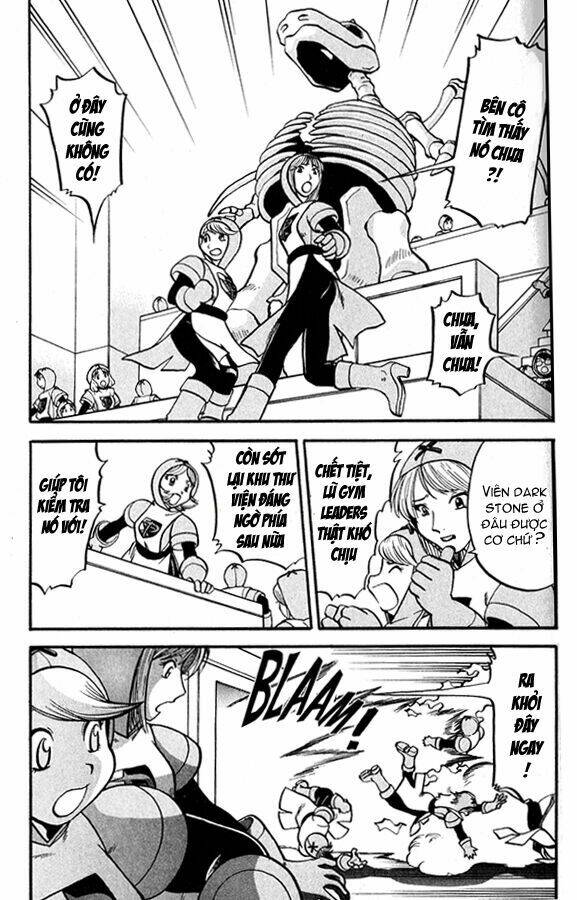 BÊN CÔ
TÌM THẤY
NÓ CHƯA
?!
Ở ĐÂY
CŨNG
KHÔNG
CÓ!
CHƯA,
VẪN
CHƯA!
VIÊN DARK
STONE Ở
ĐÂU ĐƯỢC
CƠ CHỨ?
CHẾT TIỆT,
LŨ GYM
LEADERS
THẬT KHÓ
CHỊU
CÒN SÓT
LẠI KHU THƯ
VIỆN ĐÁNG
NGỜ PHÍA
SAU NỮA
GIÚP TÔI
KIỂM TRA
NÓ VỚI!
RA
KHỎI
ĐÂY
NGAY
!
BLAAM!